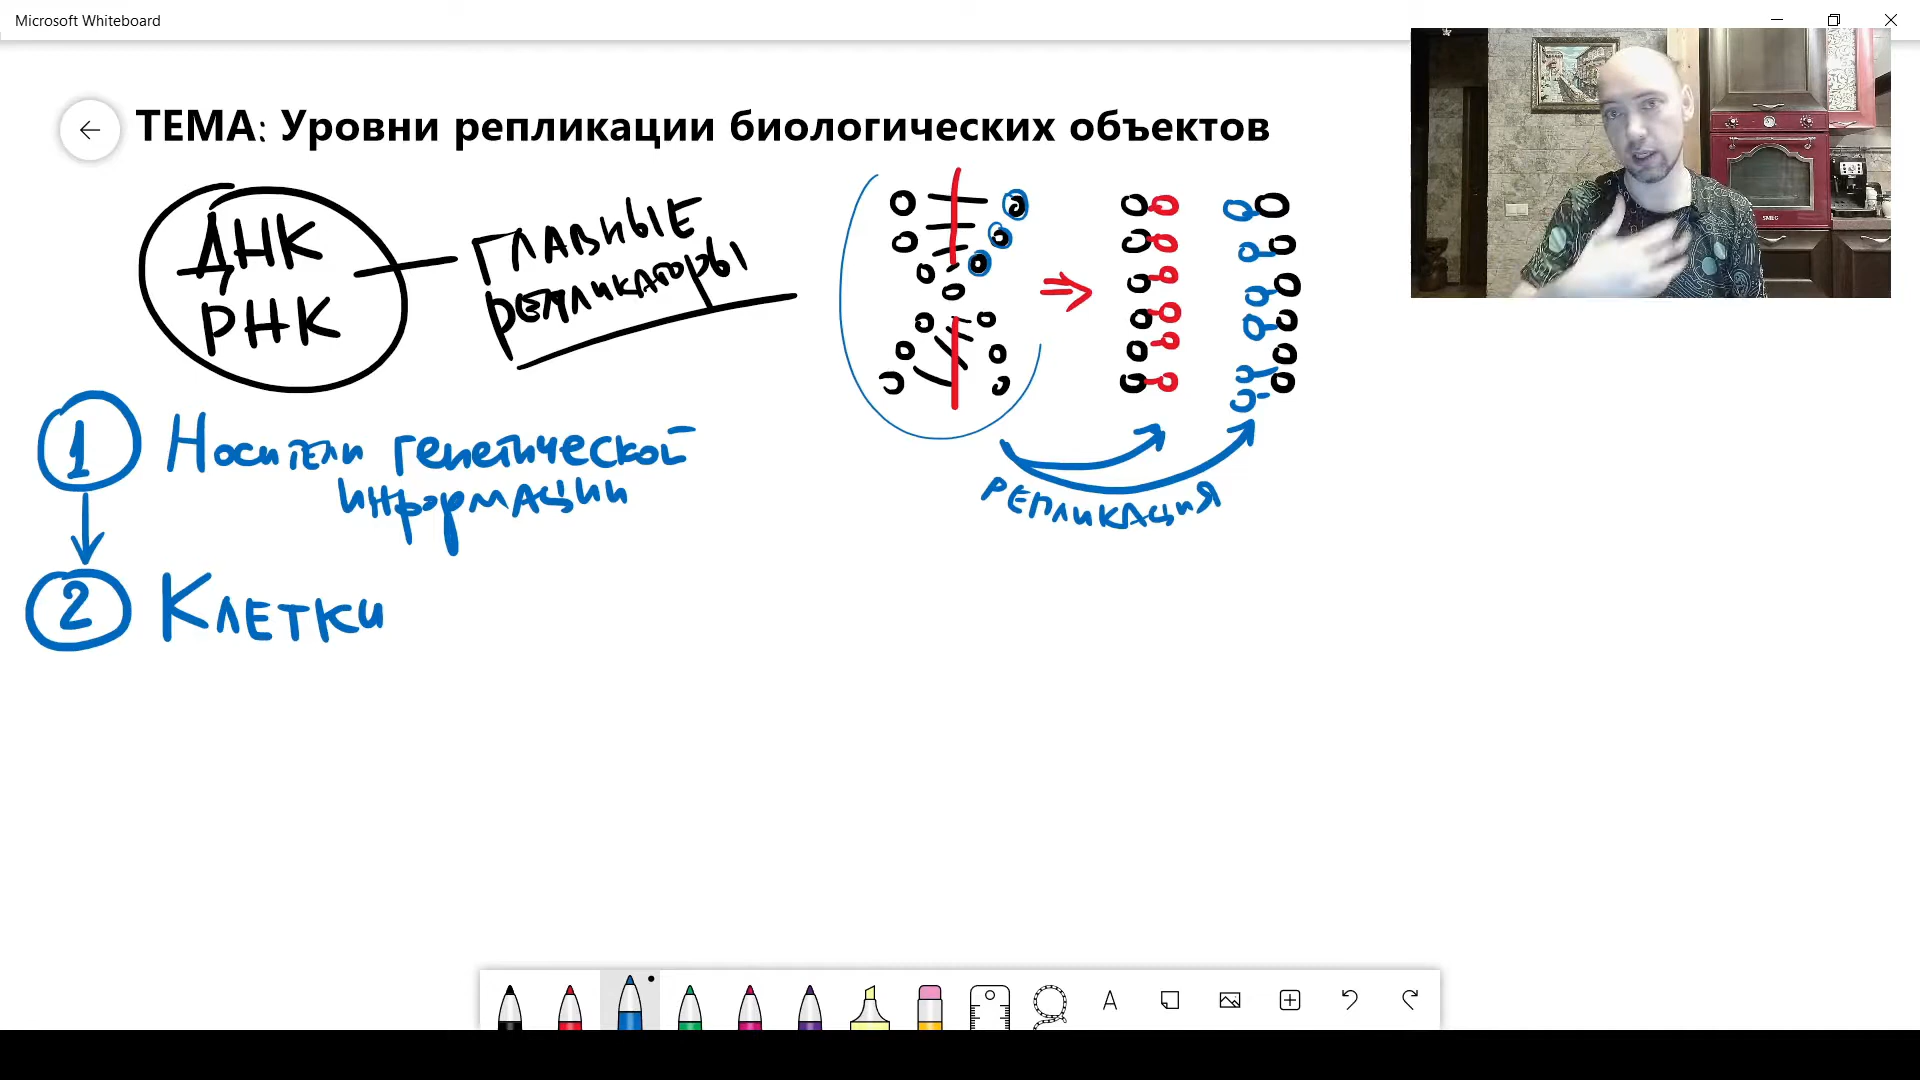 Microsoft Whiteboard
ТЕМА: Уровни репликации биологических объектов
ДНК
РНК
ГЛАВНЫЕ
РЕПЛИКАТОРЫ
1 Носители генетической
информации
РЕПЛИКАЦИЯ
2 Клетки